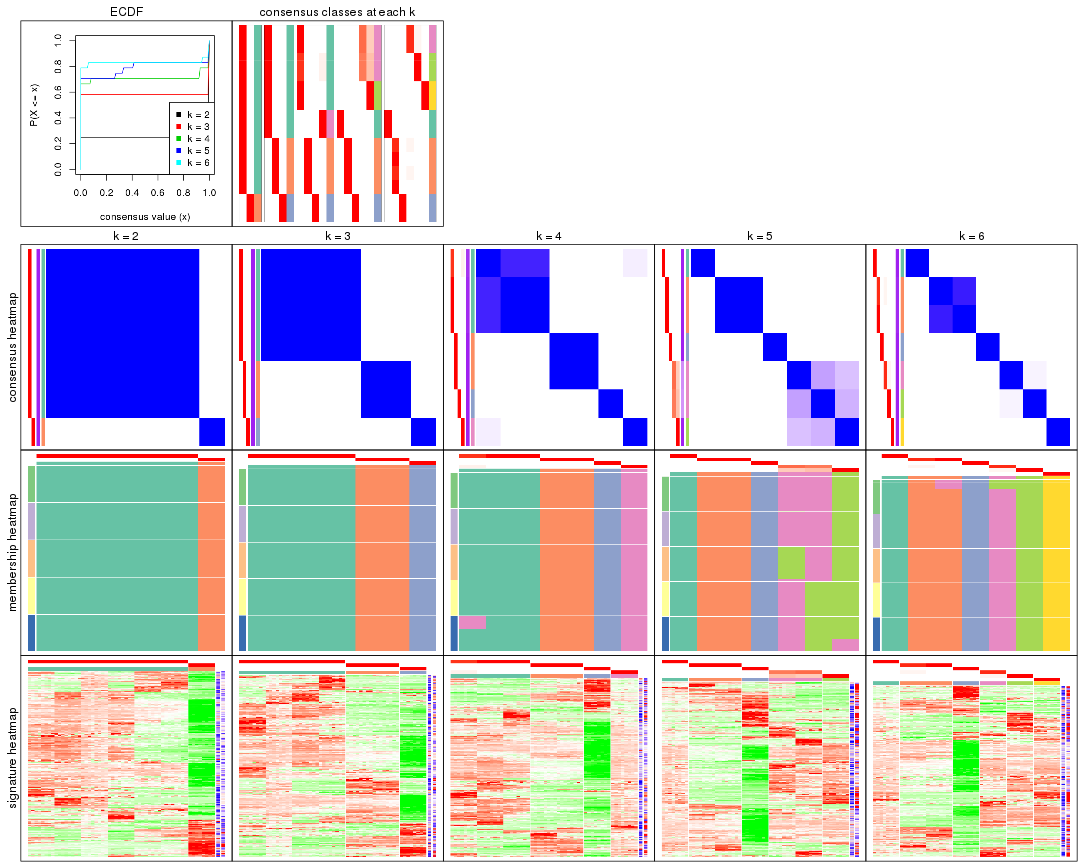 ECDF
consensus classes at each k
P(X <= x)
0.0 0.2 0.4 0.6 0.8 1.0
k = 2
k = 3
k = 4
k = 5
k = 6
0.0 0.2 0.4 0.6 0.8 1.0
consensus value (x)
k = 2
k = 3
k = 4
k = 5
k = 6
consensus heatmap
membership heatmap
signature heatmap